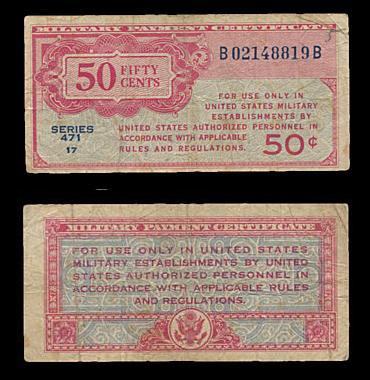 MILITARY PAYMENT CERTIFICATE
B02148819B
50 FIFTY
CENTS
FOR USE ONLY IN
UNITED STATES MILITARY
ESTABLISHMENTS BY
SERIES
471
17
UNITED STATES AUTHORIZED PERSONNEL IN
ACCORDANCE WITH APPLICABLE
RULES AND REGULATIONS.
50¢
MILITARY PAYMENT CERTIFICATE
FOR USE ONLY IN UNITED STATES
MILITARY ESTABLISHMENTS BY UNITED
STATES AUTHORIZED PERSONNEL IN
ACCORDANCE WITH APPLICABLE RULES
AND REGULATIONS.